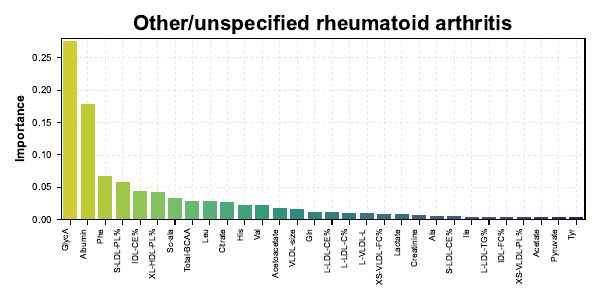 Other/unspecified rheumatoid arthritis
Importance
0.25
0.20
0.15
0.10
0.05
0.00
GlycA
Albumin
Phe
S-LDL-PL%
IDL-CE%
XL-HDL-PL%
Sc-ala
Total-BCAA
Leu
Citrate
His
Val
Acetoacetate
VLDL-size
Gln
L-LDL-CE%
L-LDL-C%
L-VLDL-L
XS-VLDL-FC%
Lactate
Creatinine
Ala
S-LDL-CE%
Ile
L-LDL-TG%
IDL-FC%
XS-VLDL-PL%
Acetate
Pyruvate
Tyr